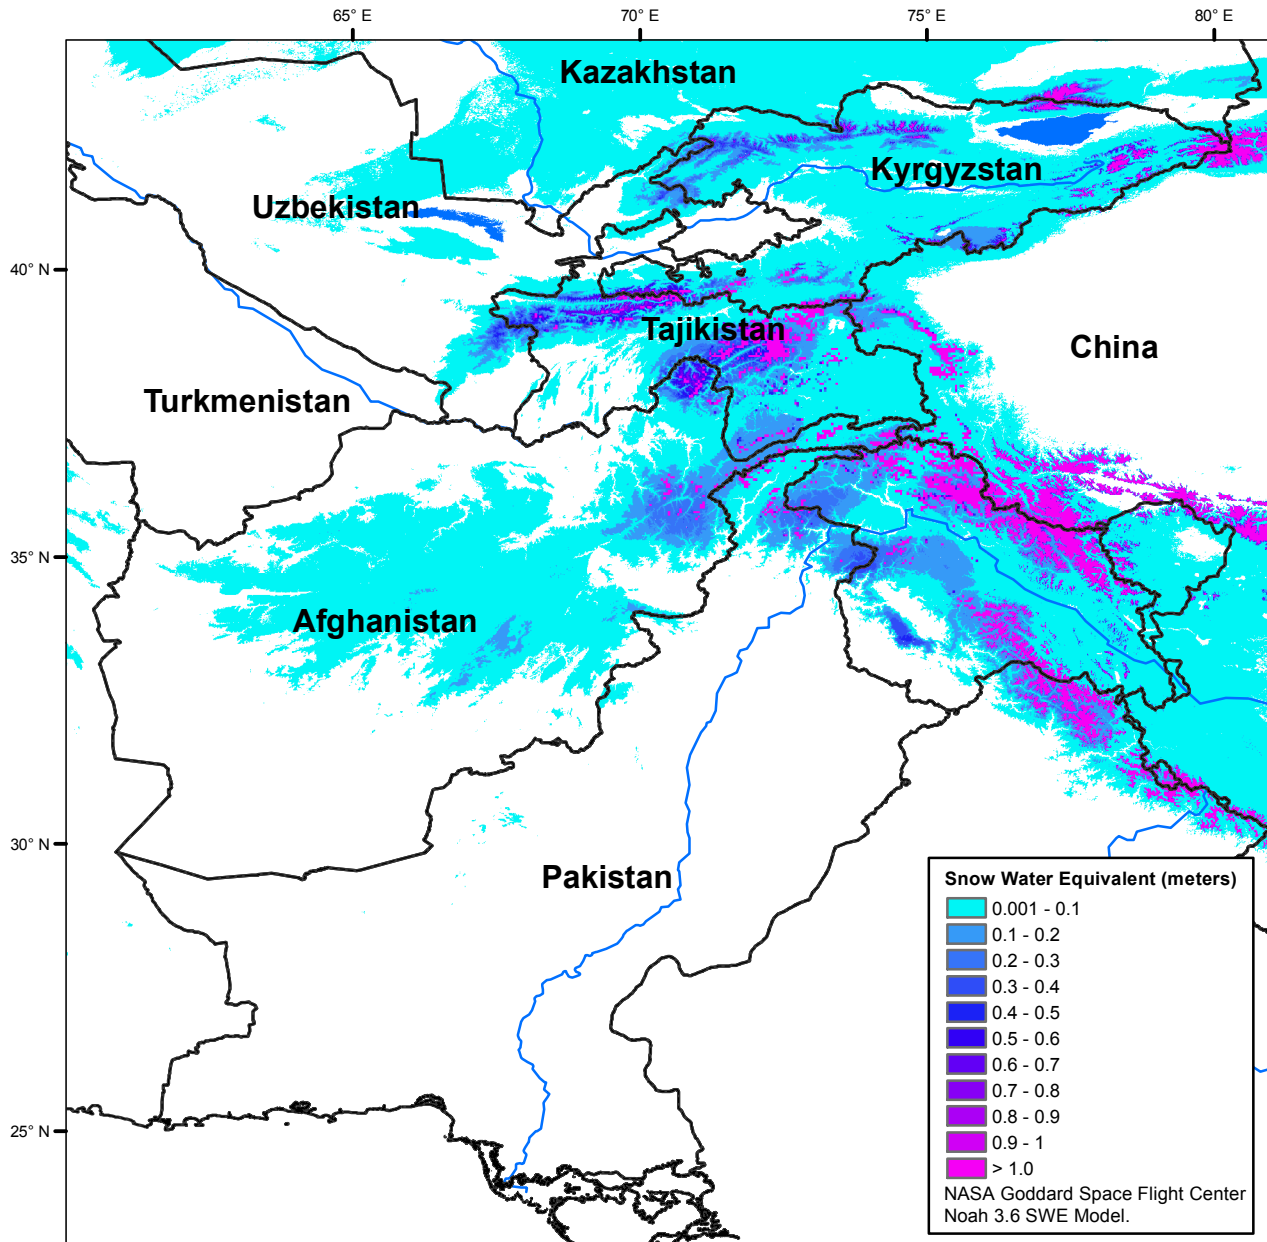 65° E
70° E
75° E
80° E
Kazakhstan
Kyrgyzstan
Uzbekistan
40° N
Tajikistan
China
Turkmenistan
35° N
Afghanistan
30° N
Pakistan
25° N
Snow Water Equivalent (meters)
0.001 - 0.1
0.1 - 0.2
0.2 - 0.3
0.3 - 0.4
0.4 - 0.5
0.5 - 0.6
0.6 - 0.7
0.7 - 0.8
0.8 - 0.9
0.9 - 1
> 1.0
NASA Goddard Space Flight Center
Noah 3.6 SWE Model.